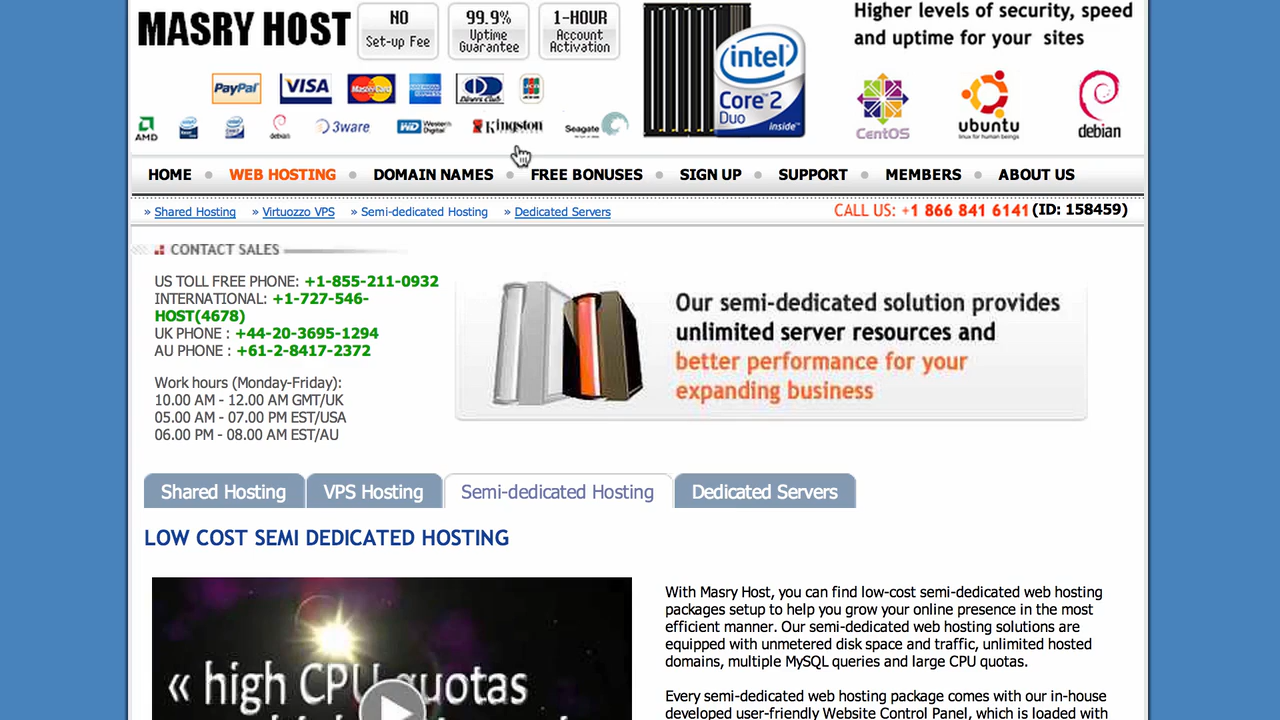 MASRY HOST
NO
Set-up Fee
99.9%
Uptime
Guarantee
1-HOUR
Account
Activation
intel
Core™2
Duo
inside™
Higher levels of security, speed
and uptime for your sites
PayPal
VISA
MasterCard
AMERICAN EXPRESS
Diners Club
JCB
CentOS
ubuntu
linux for human beings
debian
AMD
debian
3ware
WD Western Digital
Kingston
Seagate
HOME
WEB HOSTING
DOMAIN NAMES
FREE BONUSES
SIGN UP
SUPPORT
MEMBERS
ABOUT US
» Shared Hosting
» Virtuozzo VPS
» Semi-dedicated Hosting
» Dedicated Servers
CALL US: +1 866 841 6141 (ID: 158459)
CONTACT SALES
US TOLL FREE PHONE: +1-855-211-0932
INTERNATIONAL: +1-727-546-
HOST(4678)
UK PHONE : +44-20-3695-1294
AU PHONE : +61-2-8417-2372
Work hours (Monday-Friday):
10.00 AM - 12.00 AM GMT/UK
05.00 AM - 07.00 PM EST/USA
06.00 PM - 08.00 AM EST/AU
Our semi-dedicated solution provides
unlimited server resources and
better performance for your
expanding business
Shared Hosting
VPS Hosting
Semi-dedicated Hosting
Dedicated Servers
LOW COST SEMI DEDICATED HOSTING
« high CPU quotas
With Masry Host, you can find low-cost semi-dedicated web hosting
packages setup to help you grow your online presence in the most
efficient manner. Our semi-dedicated web hosting solutions are
equipped with unmetered disk space and traffic, unlimited hosted
domains, multiple MySQL queries and large CPU quotas.
Every semi-dedicated web hosting package comes with our in-house
developed user-friendly Website Control Panel, which is loaded with